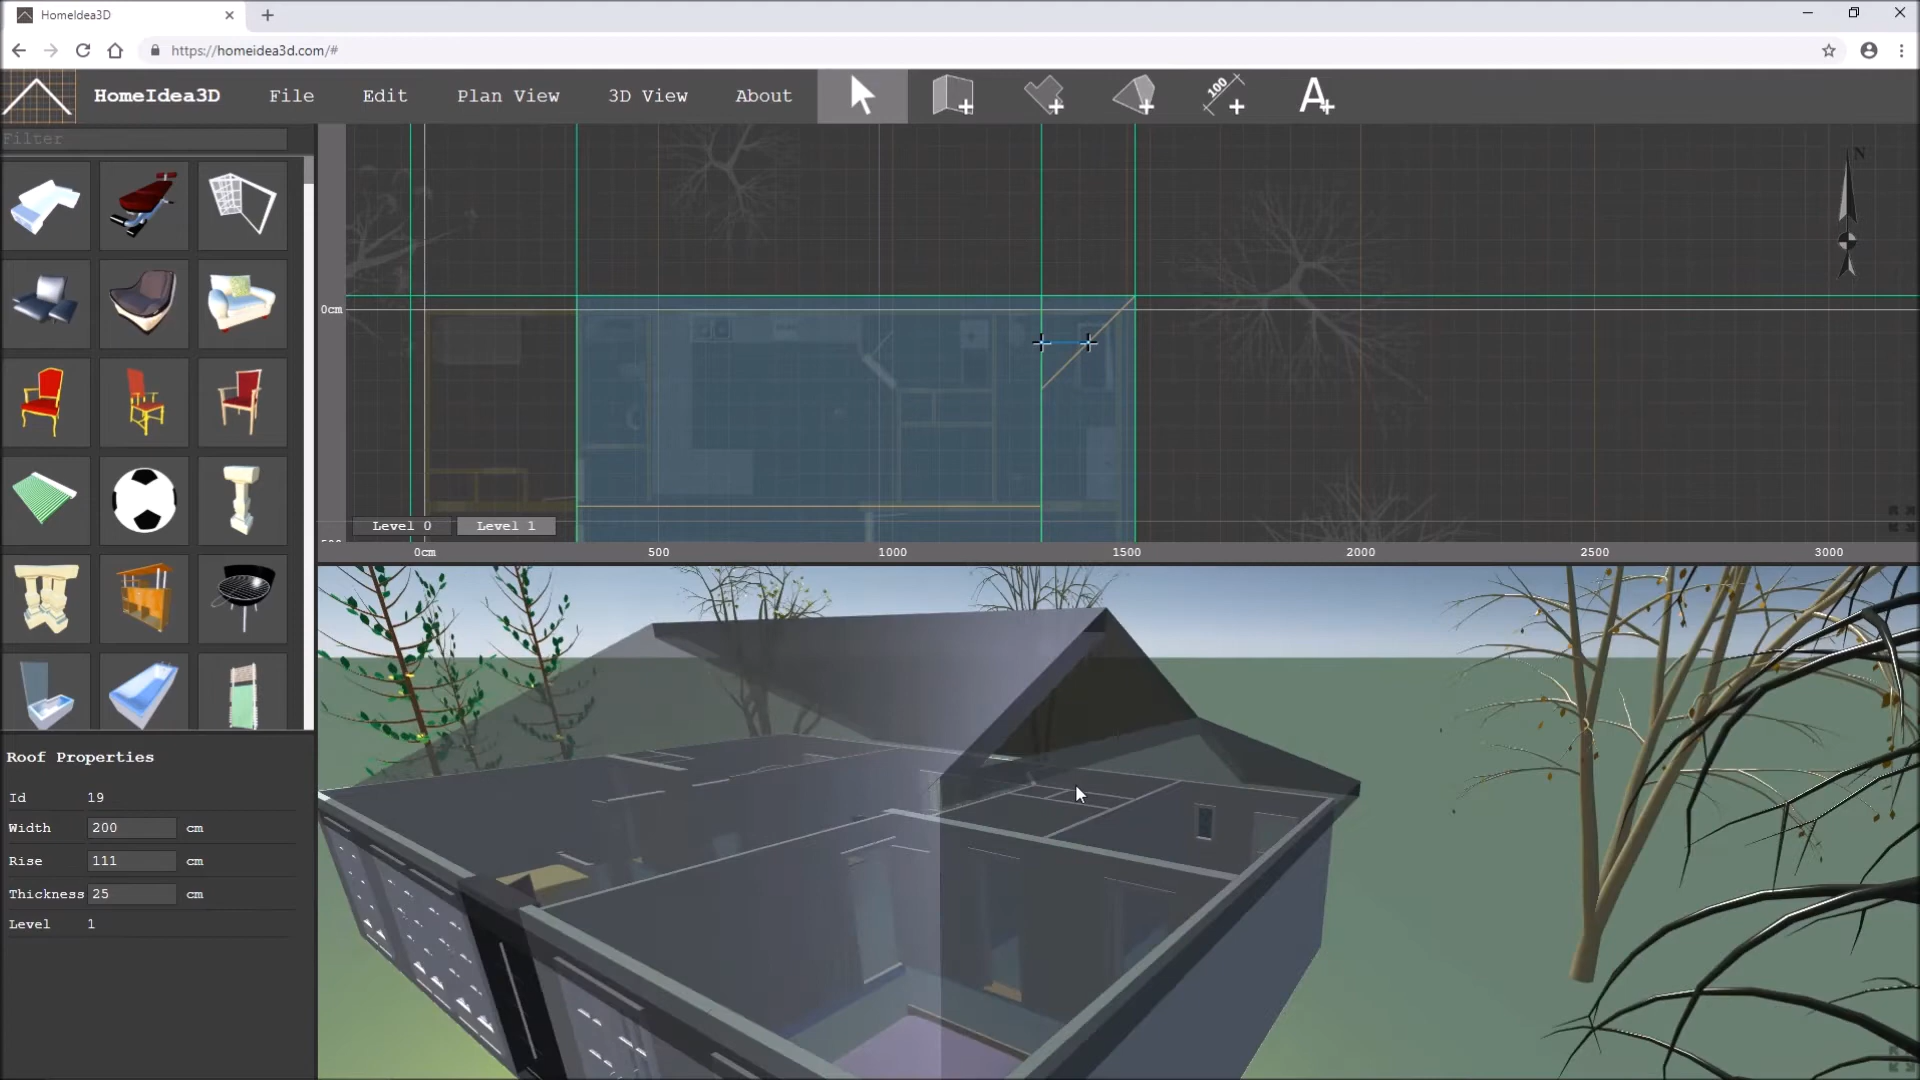 HomeIdea3D
https://homeidea3d.com/#
HomeIdea3D File Edit Plan View 3D View About 100 A
Filter
N
0cm
Level 0 Level 1
0cm 500 1000 1500 2000 2500 3000
Roof Properties
Id 19
Width 200 cm
Rise 111 cm
Thickness 25 cm
Level 1